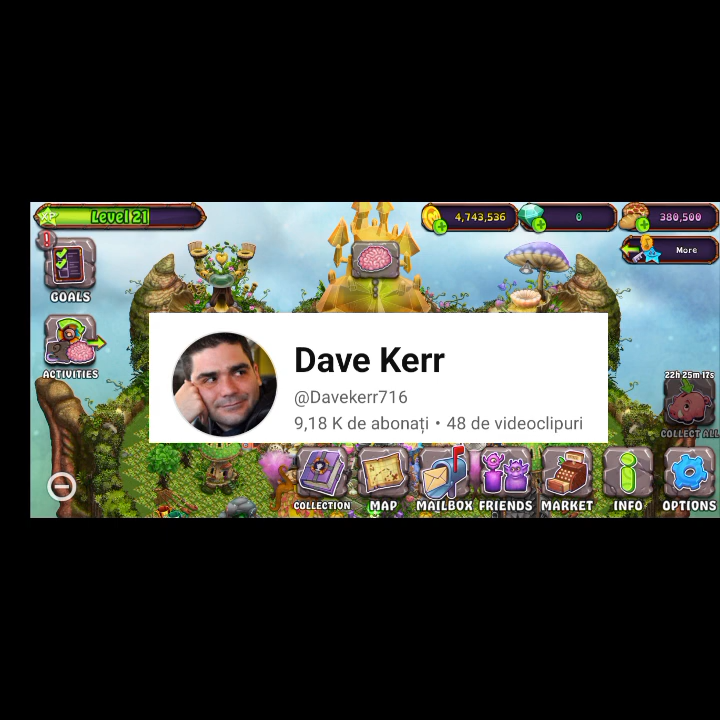 XP Level 21
4,743,536
0
380,500
More
!
GOALS
ACTIVITIES
Dave Kerr
@Davekerr716
9,18 K de abonați • 48 de videoclipuri
22h 25m 17s
COLLECT ALL
COLLECTION MAP MAILBOX FRIENDS MARKET INFO OPTIONS